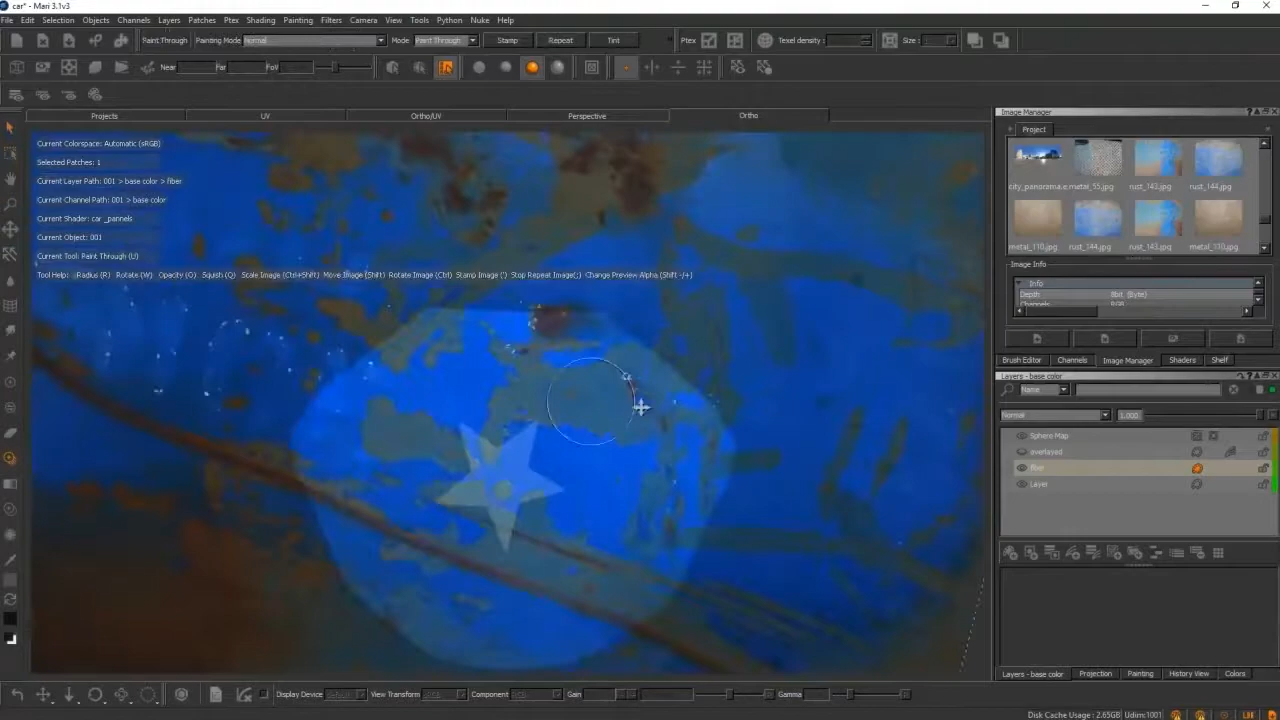 car* - Mari 3.1v3
File Edit Selection Objects Channels Layers Patches Ptex Shading Painting Filters Camera View Tools Python Nuke Help
Paint Through Painting Mode Normal Mode Paint Through Stamp Repeat Tint Ptex Texel density: Size:
Near Far FoV
Projects UV Ortho/UV Perspective Ortho
Current Colorspace: Automatic (sRGB)
Selected Patches: 1
Current Layer Path: 001 > base color > fiber
Current Channel Path: 001 > base color
Current Shader: car _pannels
Current Object: 001
Current Tool: Paint Through (U)
Tool Help: Radius (R) Rotate (W) Opacity (O) Squish (Q) Scale Image (Ctrl+Shift) Move Image (Shift) Rotate Image (Ctrl) Stamp Image (') Stop Repeat Image(;) Change Preview Alpha (Shift -/+)
Image Manager
Project
city_panorama.e metal_55.jpg rust_143.jpg rust_144.jpg
metal_110.jpg rust_144.jpg rust_143.jpg metal_110.jpg
Image Info
Info
Depth 8bit (Byte)
Channels RGB
Brush Editor Channels Image Manager Shaders Shelf
Layers - base color
Name
Normal 1.000
Sphere Map
overlayed
fiber
Layer
Layers - base color Projection Painting History View Colors
Display Device default View Transform sRGB Component RGB Gain Gamma
Disk Cache Usage: 2.65GB Udim:1001